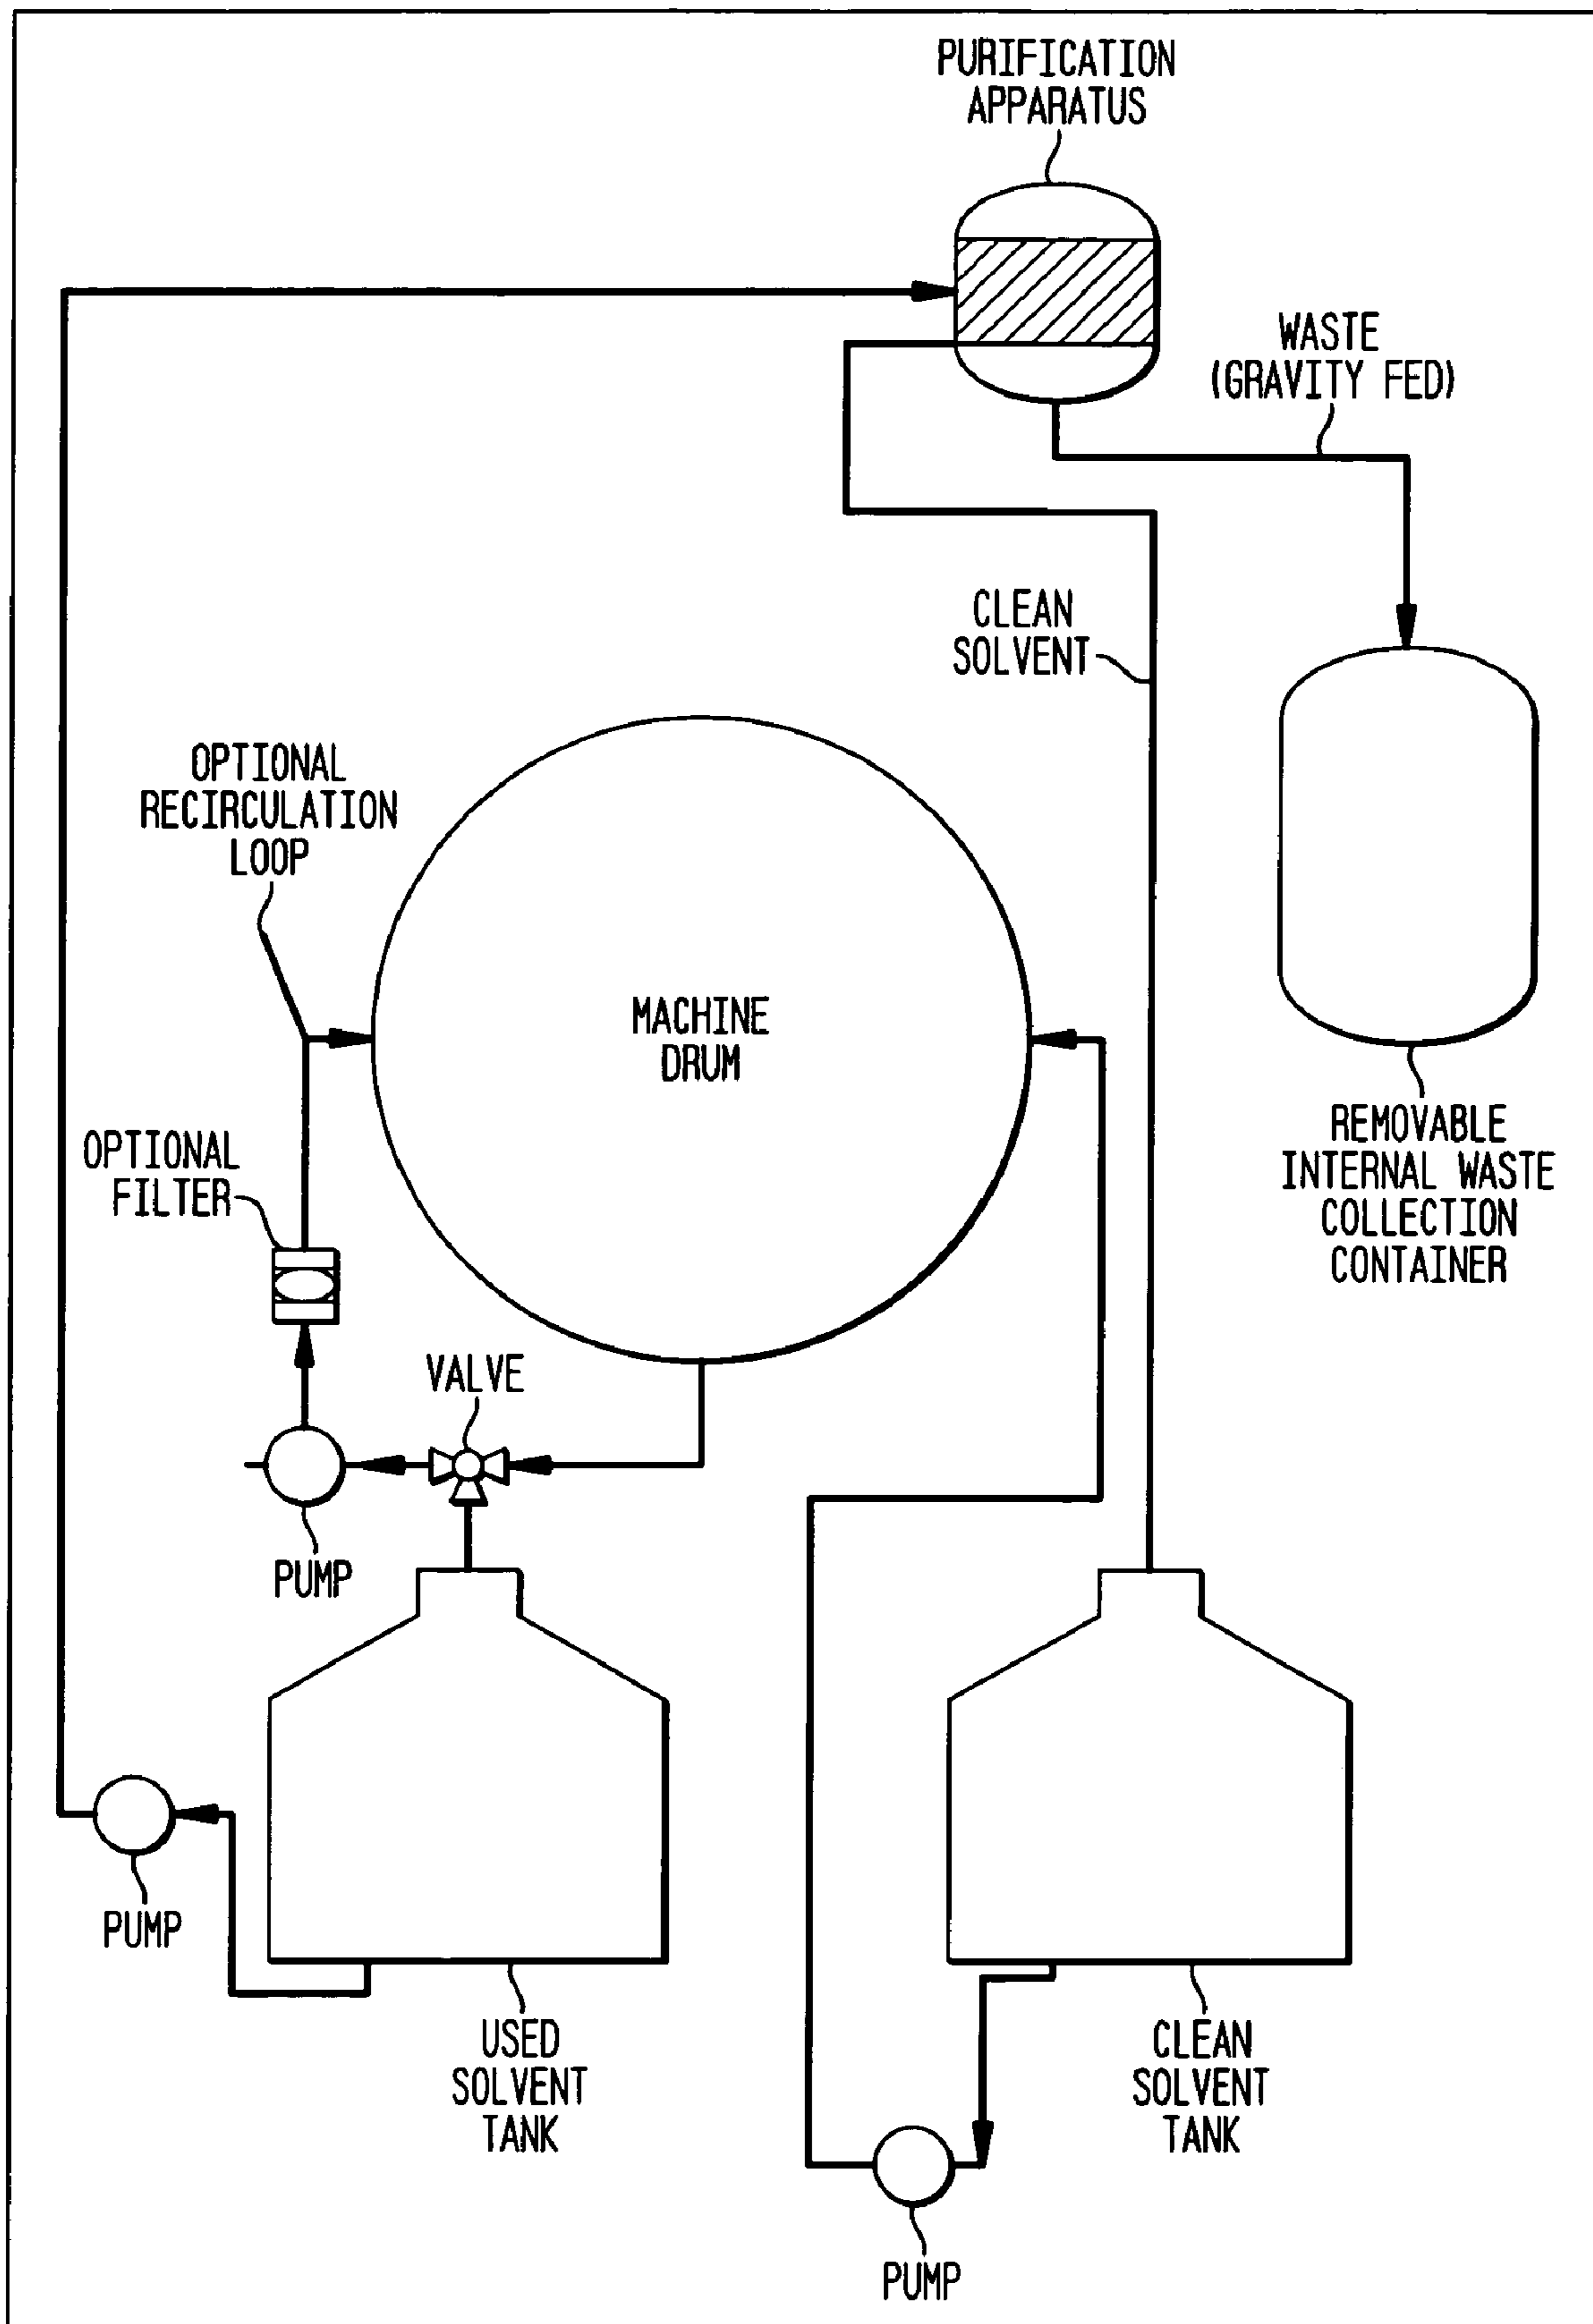 PURIFICATION
APPARATUS
WASTE
(GRAVITY FED)
CLEAN
SOLVENT
OPTIONAL
RECIRCULATION
LOOP
MACHINE
DRUM
OPTIONAL
FILTER
REMOVABLE
INTERNAL WASTE
COLLECTION
CONTAINER
VALVE
PUMP
PUMP
USED
SOLVENT
TANK
CLEAN
SOLVENT
TANK
PUMP